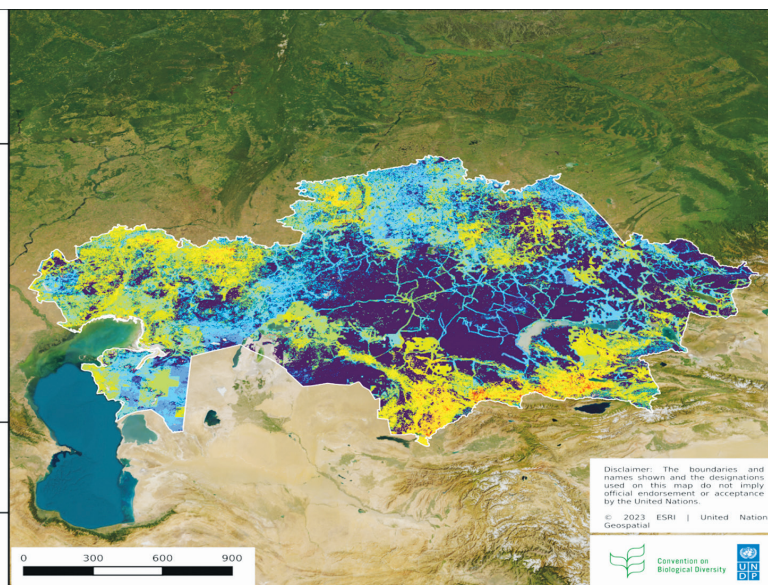 Disclaimer: The boundaries and
names shown and the designations
used on this map do not imply
official endorsement or acceptance
by the United Nations.
© 2023 ESRI | United Nation
Geospatial
0 300 600 900
Convention on
Biological Diversity
U N
D P